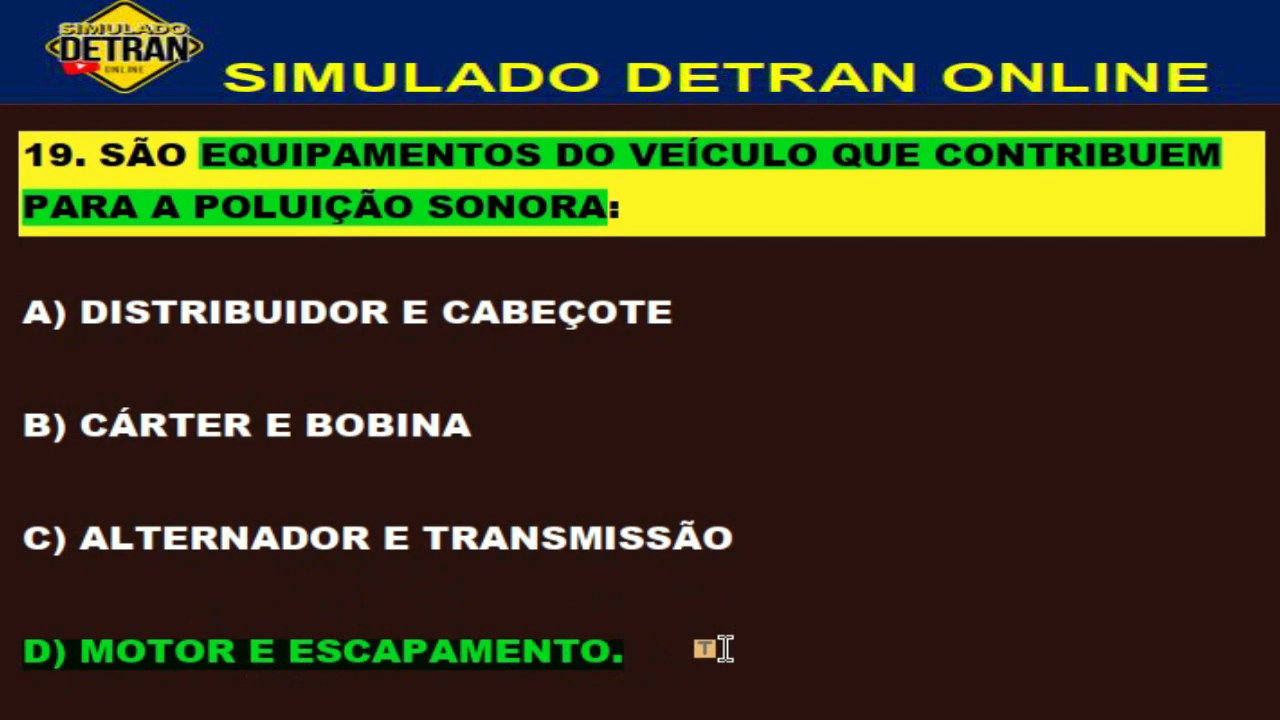 SIMULADO
DETRAN
ONLINE
SIMULADO DETRAN ONLINE
19. SÃO EQUIPAMENTOS DO VEÍCULO QUE CONTRIBUEM
PARA A POLUIÇÃO SONORA:
A) DISTRIBUIDOR E CABEÇOTE
B) CÁRTER E BOBINA
C) ALTERNADOR E TRANSMISSÃO
D) MOTOR E ESCAPAMENTO.
T